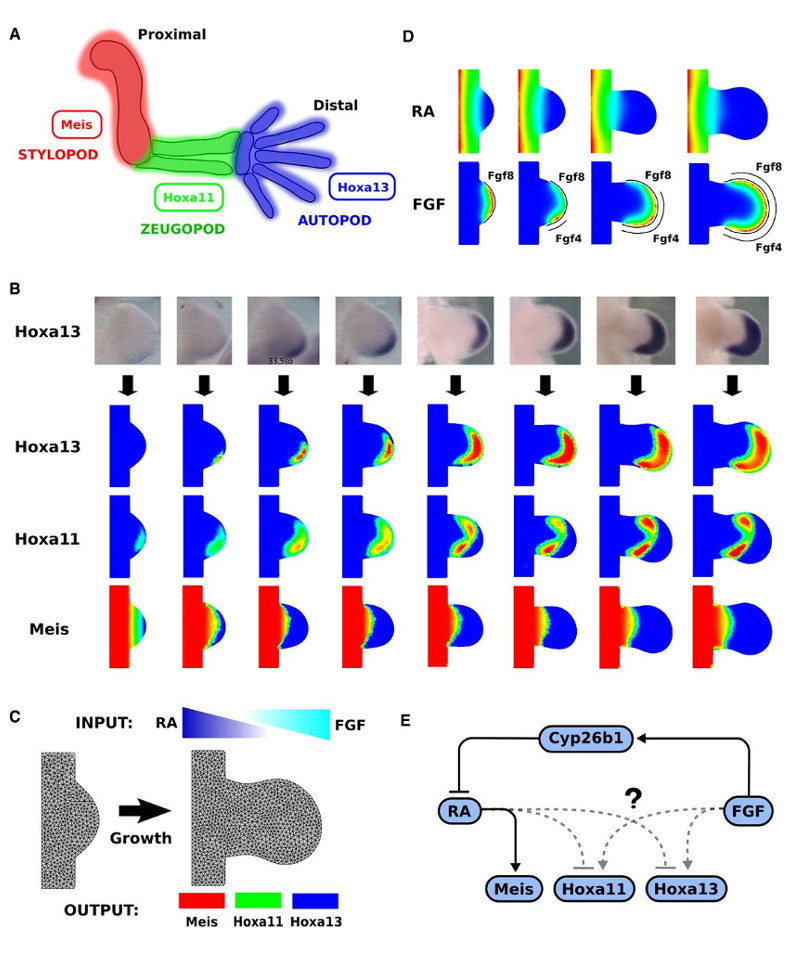 A
Proximal
Distal
Meis
STYLOPOD
Hoxa11
ZEUGOPOD
Hoxa13
AUTOPOD
D
RA
FGF
Fgf8
Fgf8
Fgf4
Fgf8
Fgf4
Fgf8
Fgf4
B
Hoxa13
33,5so
Hoxa13
Hoxa11
Meis
C
INPUT: RA FGF
Growth
OUTPUT:
Meis Hoxa11 Hoxa13
E
Cyp26b1
?
RA FGF
Meis Hoxa11 Hoxa13